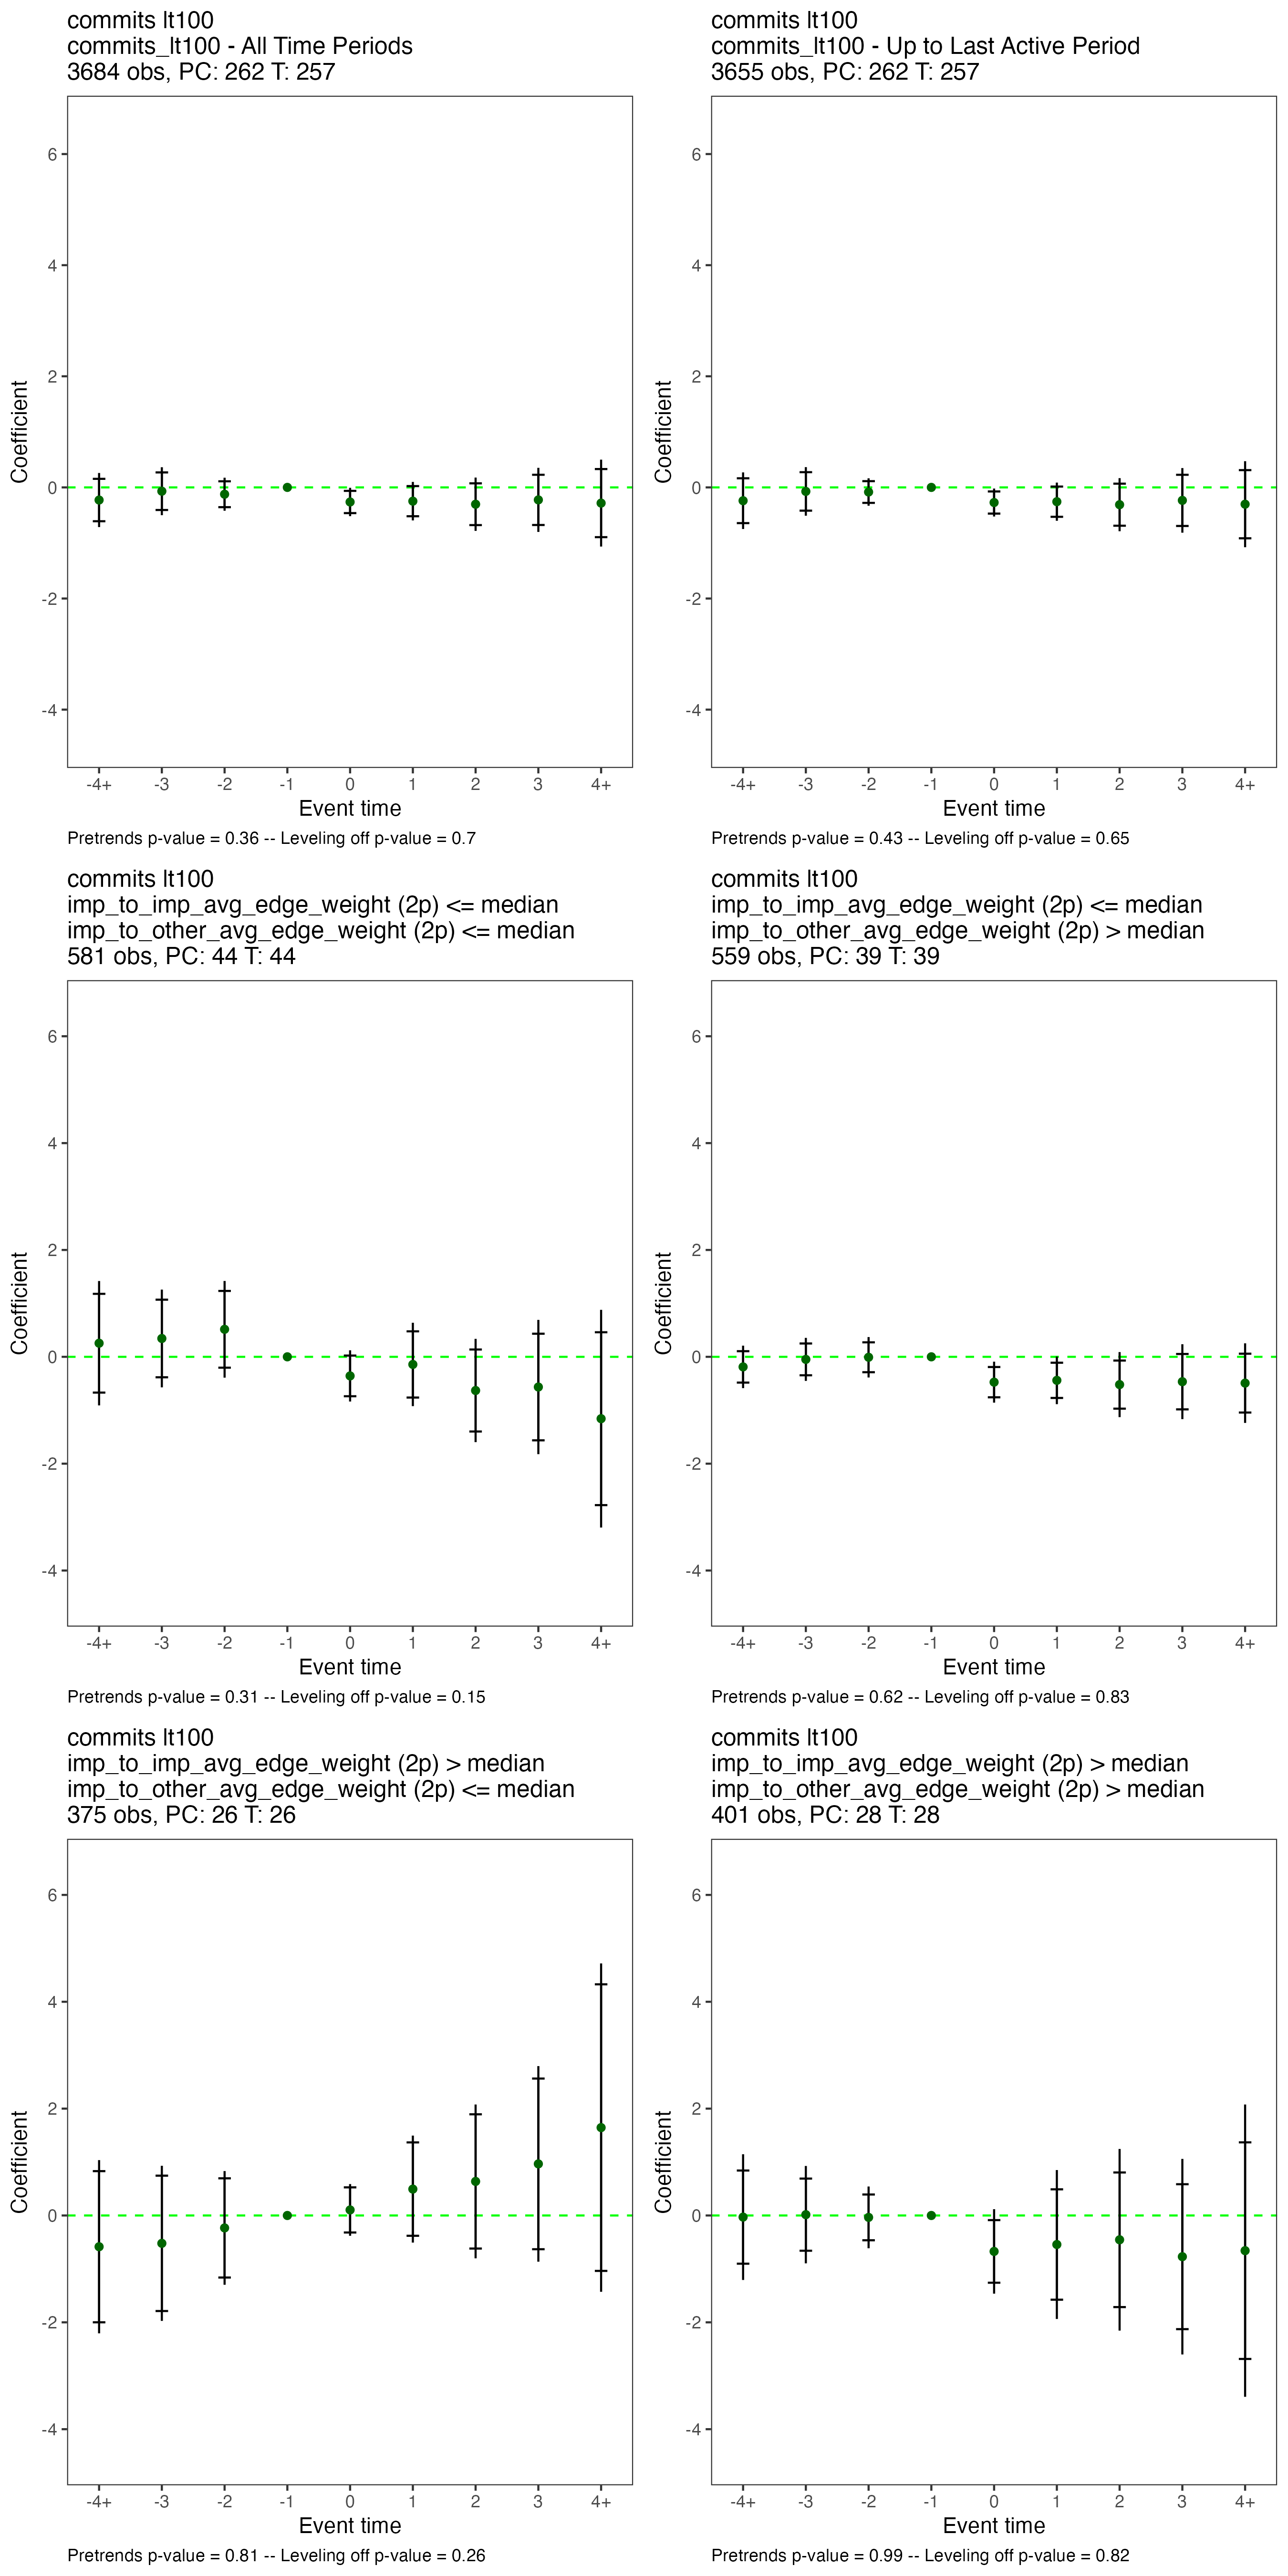 commits lt100
commits_lt100 - All Time Periods
3684 obs, PC: 262 T: 257
6
4
2
0
-2
-4
Coefficient
-4+ -3 -2 -1 0 1 2 3 4+
Event time
Pretrends p-value = 0.36 -- Leveling off p-value = 0.7
commits lt100
commits_lt100 - Up to Last Active Period
3655 obs, PC: 262 T: 257
6
4
2
0
-2
-4
Coefficient
-4+ -3 -2 -1 0 1 2 3 4+
Event time
Pretrends p-value = 0.43 -- Leveling off p-value = 0.65
commits lt100
imp_to_imp_avg_edge_weight (2p) <= median
imp_to_other_avg_edge_weight (2p) <= median
581 obs, PC: 44 T: 44
6
4
2
0
-2
-4
Coefficient
-4+ -3 -2 -1 0 1 2 3 4+
Event time
Pretrends p-value = 0.31 -- Leveling off p-value = 0.15
commits lt100
imp_to_imp_avg_edge_weight (2p) <= median
imp_to_other_avg_edge_weight (2p) > median
559 obs, PC: 39 T: 39
6
4
2
0
-2
-4
Coefficient
-4+ -3 -2 -1 0 1 2 3 4+
Event time
Pretrends p-value = 0.62 -- Leveling off p-value = 0.83
commits lt100
imp_to_imp_avg_edge_weight (2p) > median
imp_to_other_avg_edge_weight (2p) <= median
375 obs, PC: 26 T: 26
6
4
2
0
-2
-4
Coefficient
-4+ -3 -2 -1 0 1 2 3 4+
Event time
Pretrends p-value = 0.81 -- Leveling off p-value = 0.26
commits lt100
imp_to_imp_avg_edge_weight (2p) > median
imp_to_other_avg_edge_weight (2p) > median
401 obs, PC: 28 T: 28
6
4
2
0
-2
-4
Coefficient
-4+ -3 -2 -1 0 1 2 3 4+
Event time
Pretrends p-value = 0.99 -- Leveling off p-value = 0.82